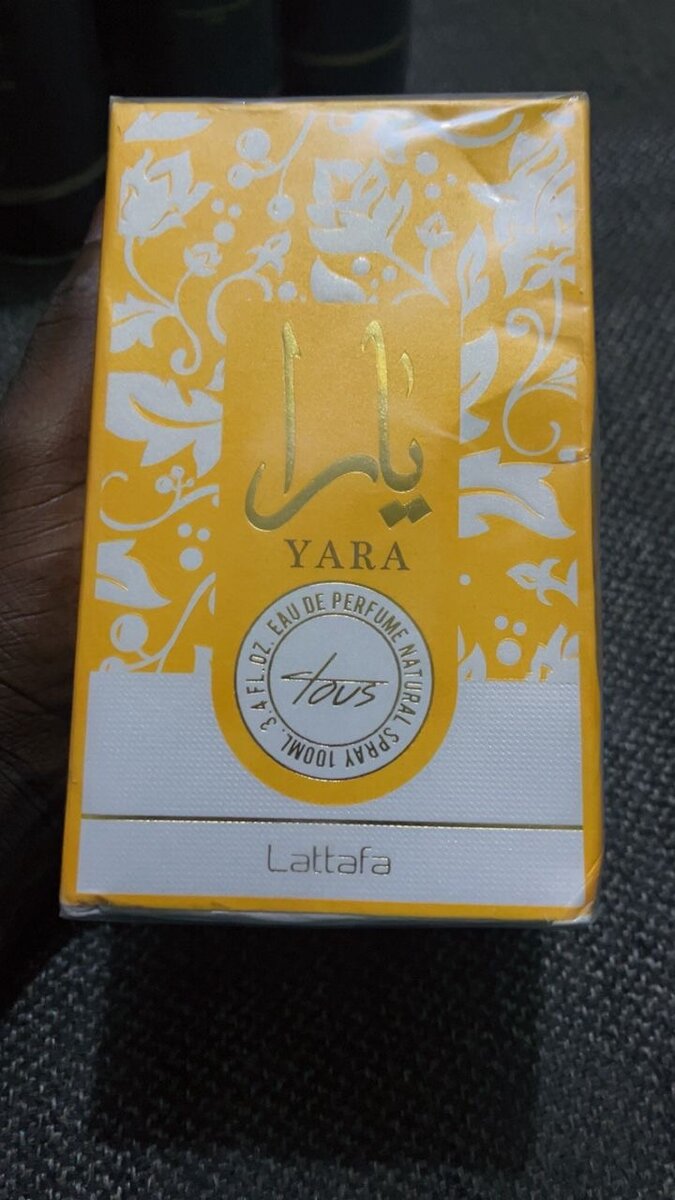 يارا
YARA
EAU DE PERFUME NATURAL SPRAY 100ML. 3.4 FL.OZ.
tous
Lattafa